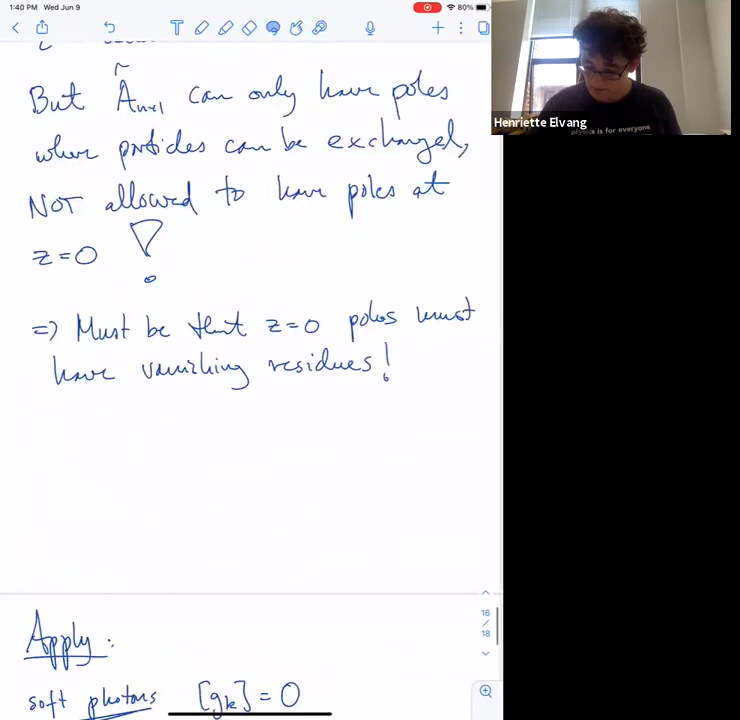 1:40 PM Wed Jun 9
80%
But Ãn+1 can only have poles
where particles can be exchanged,
NOT allowed to have poles at
z=0 !
=> Must be that z=0 poles must
have vanishing residues!
Apply:
soft photons [gk] = 0
16
/
18
Henriette Elvang
physics is for everyone